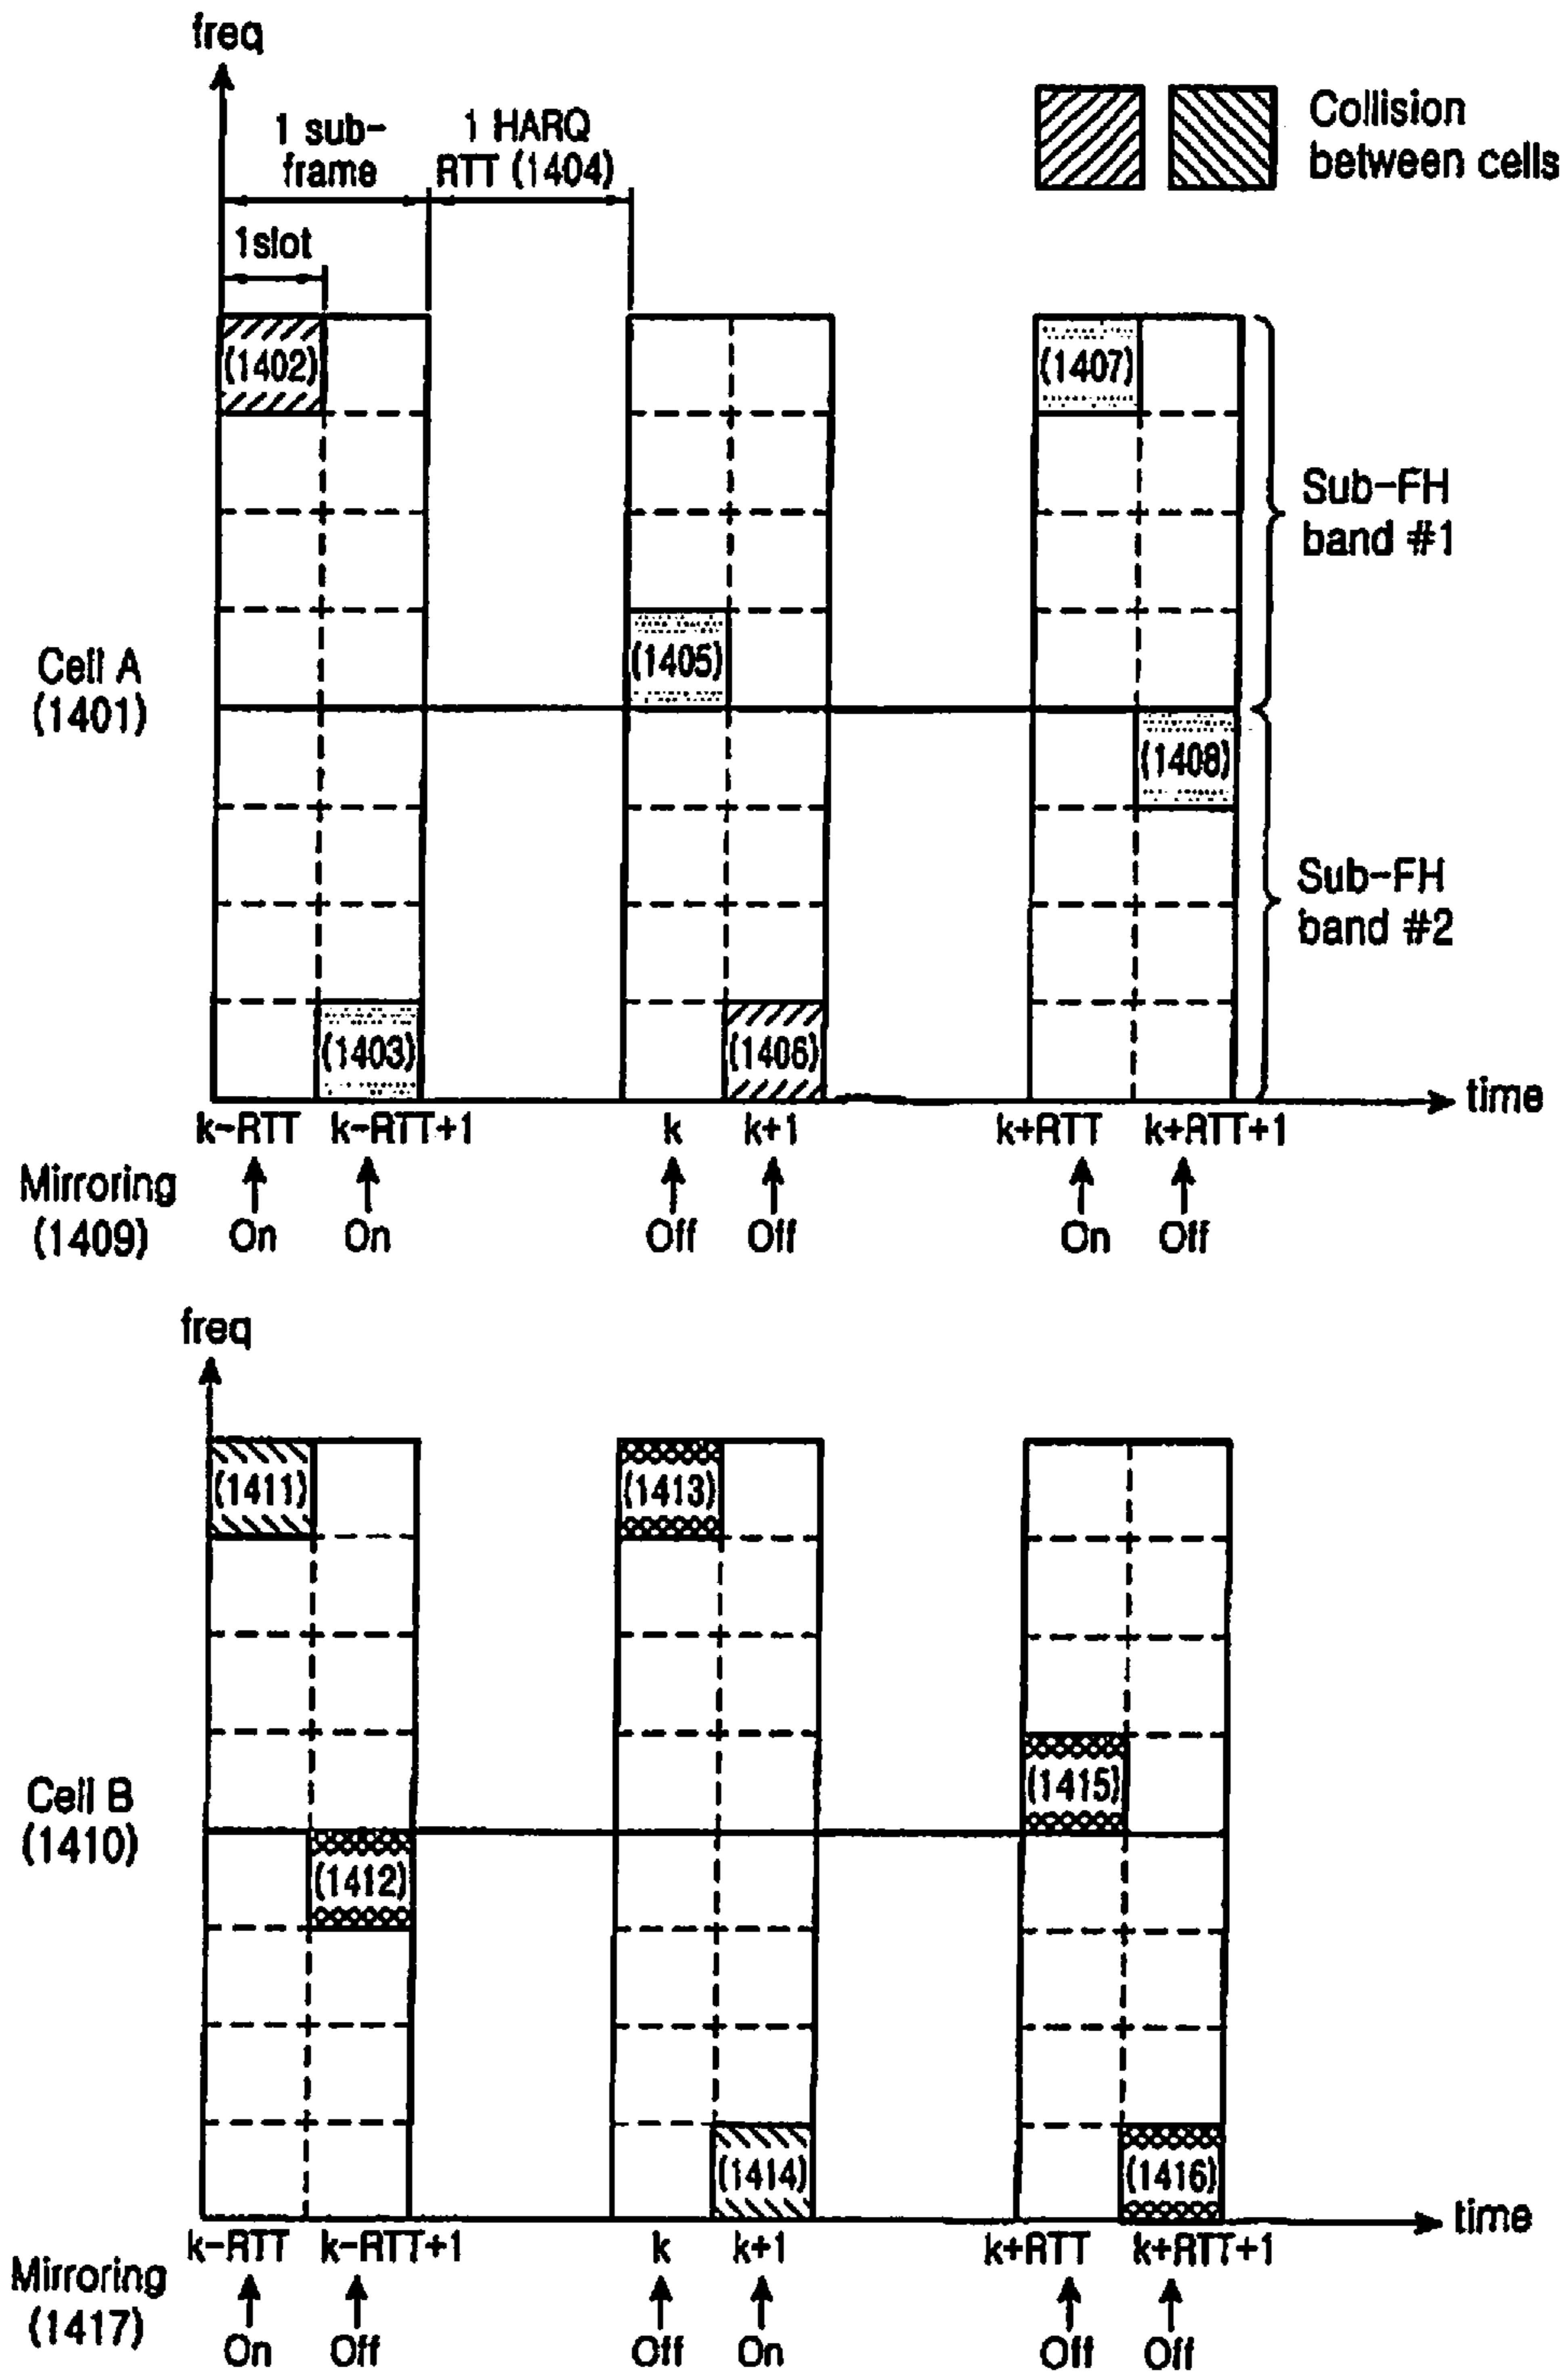 freq
1 sub-
frame
1 HARQ
RTT (1404)
Collision
between cells
1slot
(1402)
(1407)
Sub-FH
band #1
(1405)
Cell A
(1401)
(1408)
Sub-FH
band #2
(1403)
(1406)
time
k-RTT
k-RTT+1
k
k+1
k+RTT
k+RTT+1
Mirroring
(1409)
On
On
Off
Off
On
Off
freq
(1411)
(1413)
Cell B
(1410)
(1415)
(1412)
(1414)
(1416)
time
k-RTT
k-RTT+1
k
k+1
k+RTT
k+RTT+1
Mirroring
(1417)
On
Off
Off
On
Off
Off